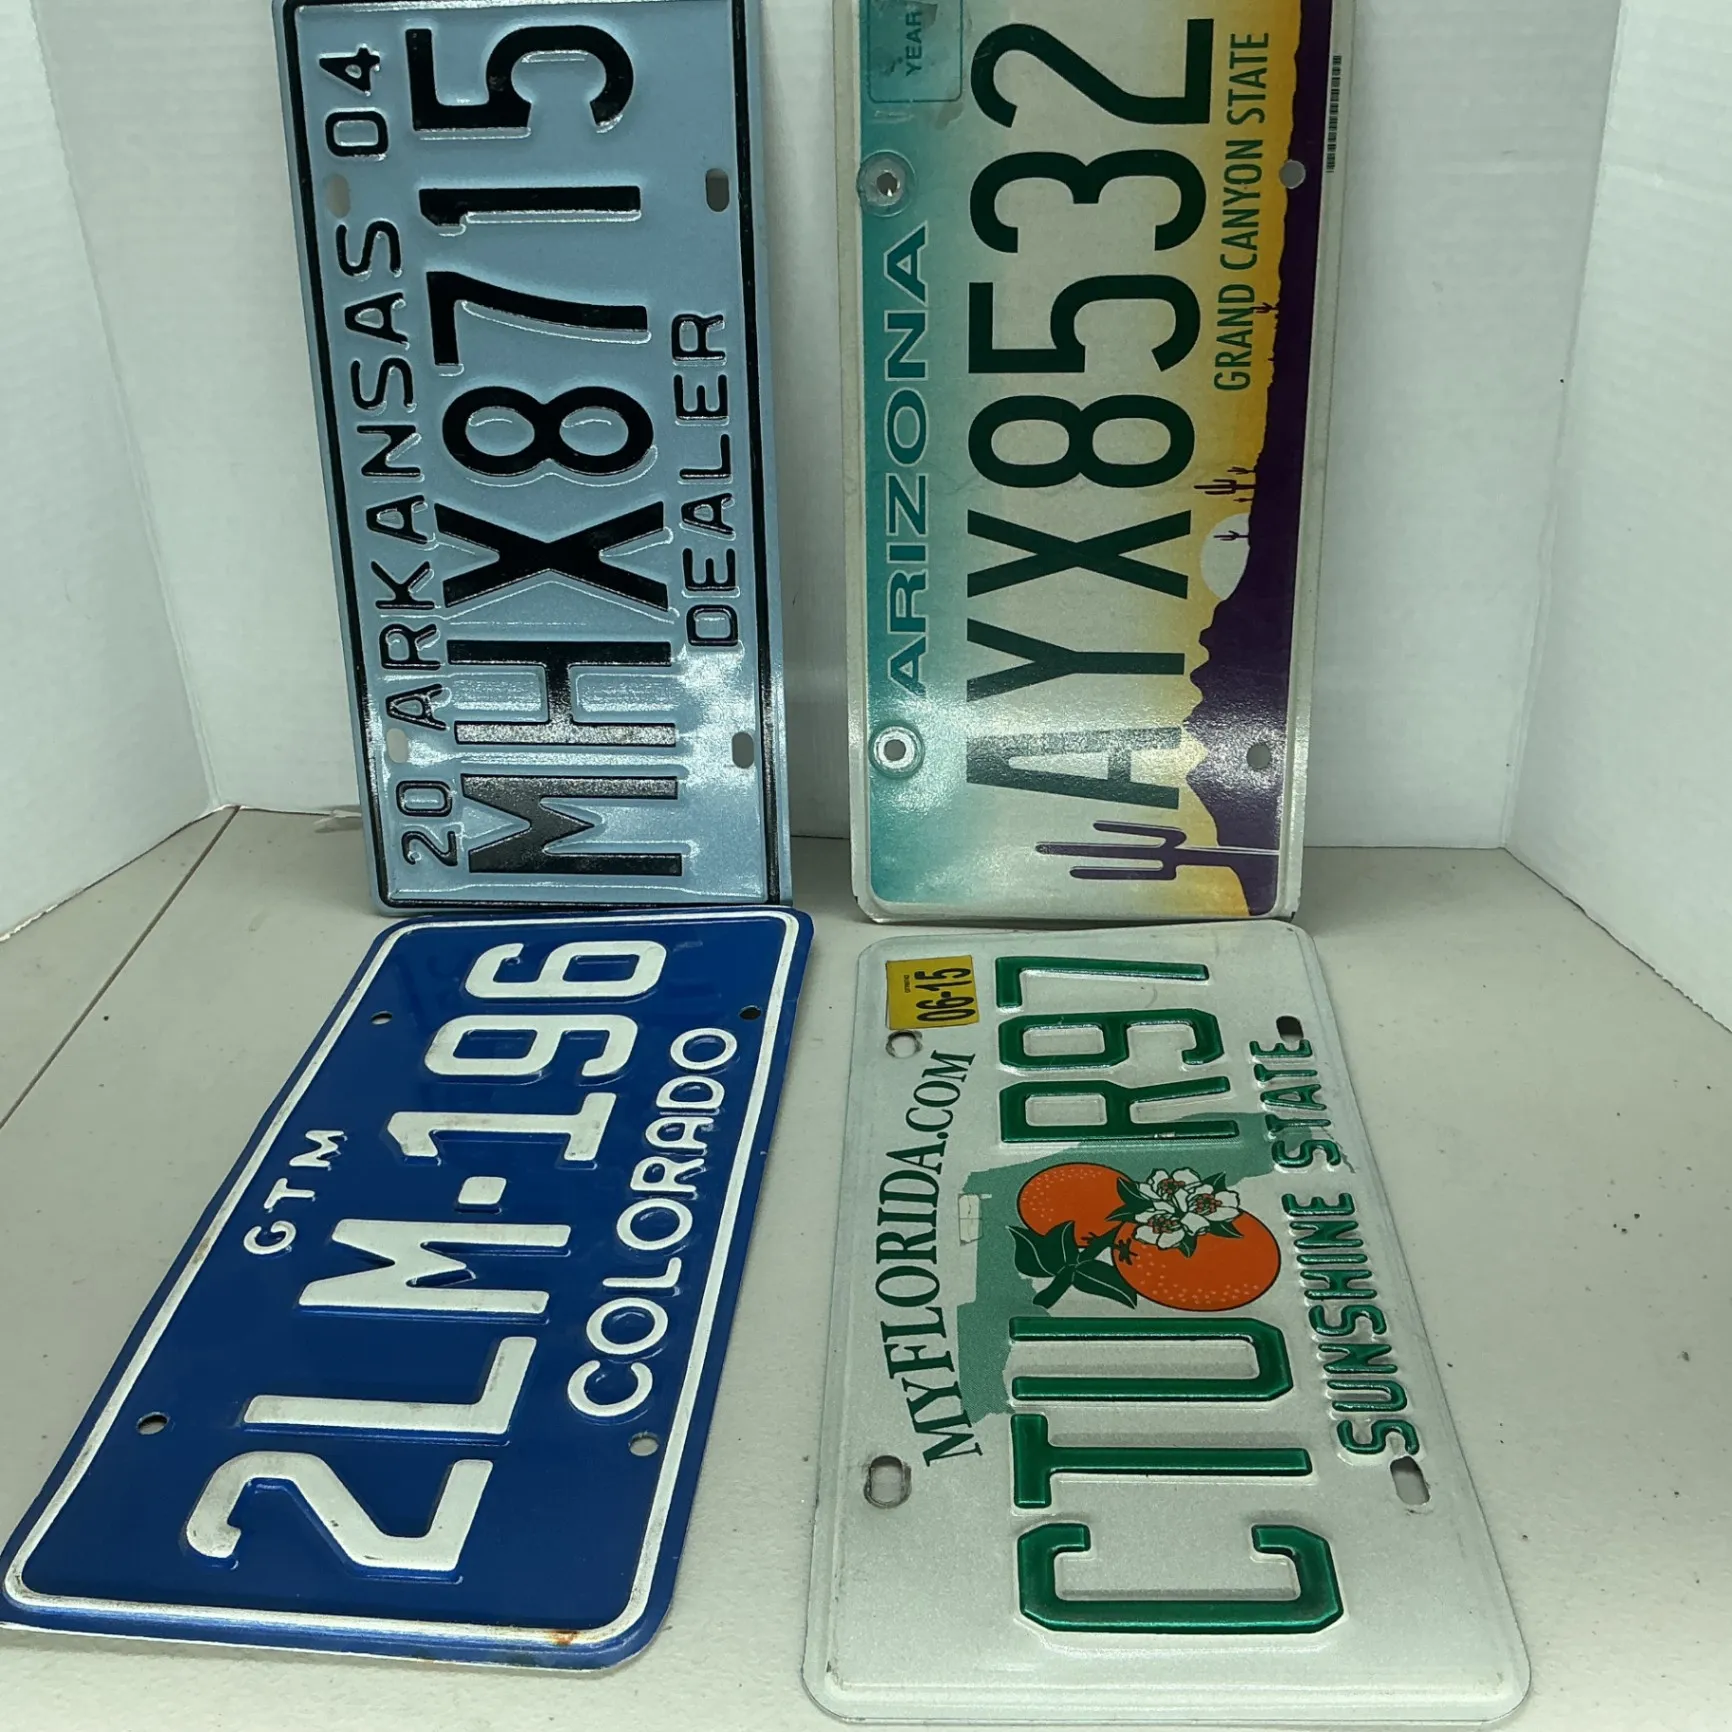 20 ARKANSAS 04
MHX8715
DEALER
YEAR
ARIZONA
AYX8532
GRAND CANYON STATE
GTM
2LM·196
COLORADO
06-15
MYFLORIDA.COM
CTU R97
SUNSHINE STATE